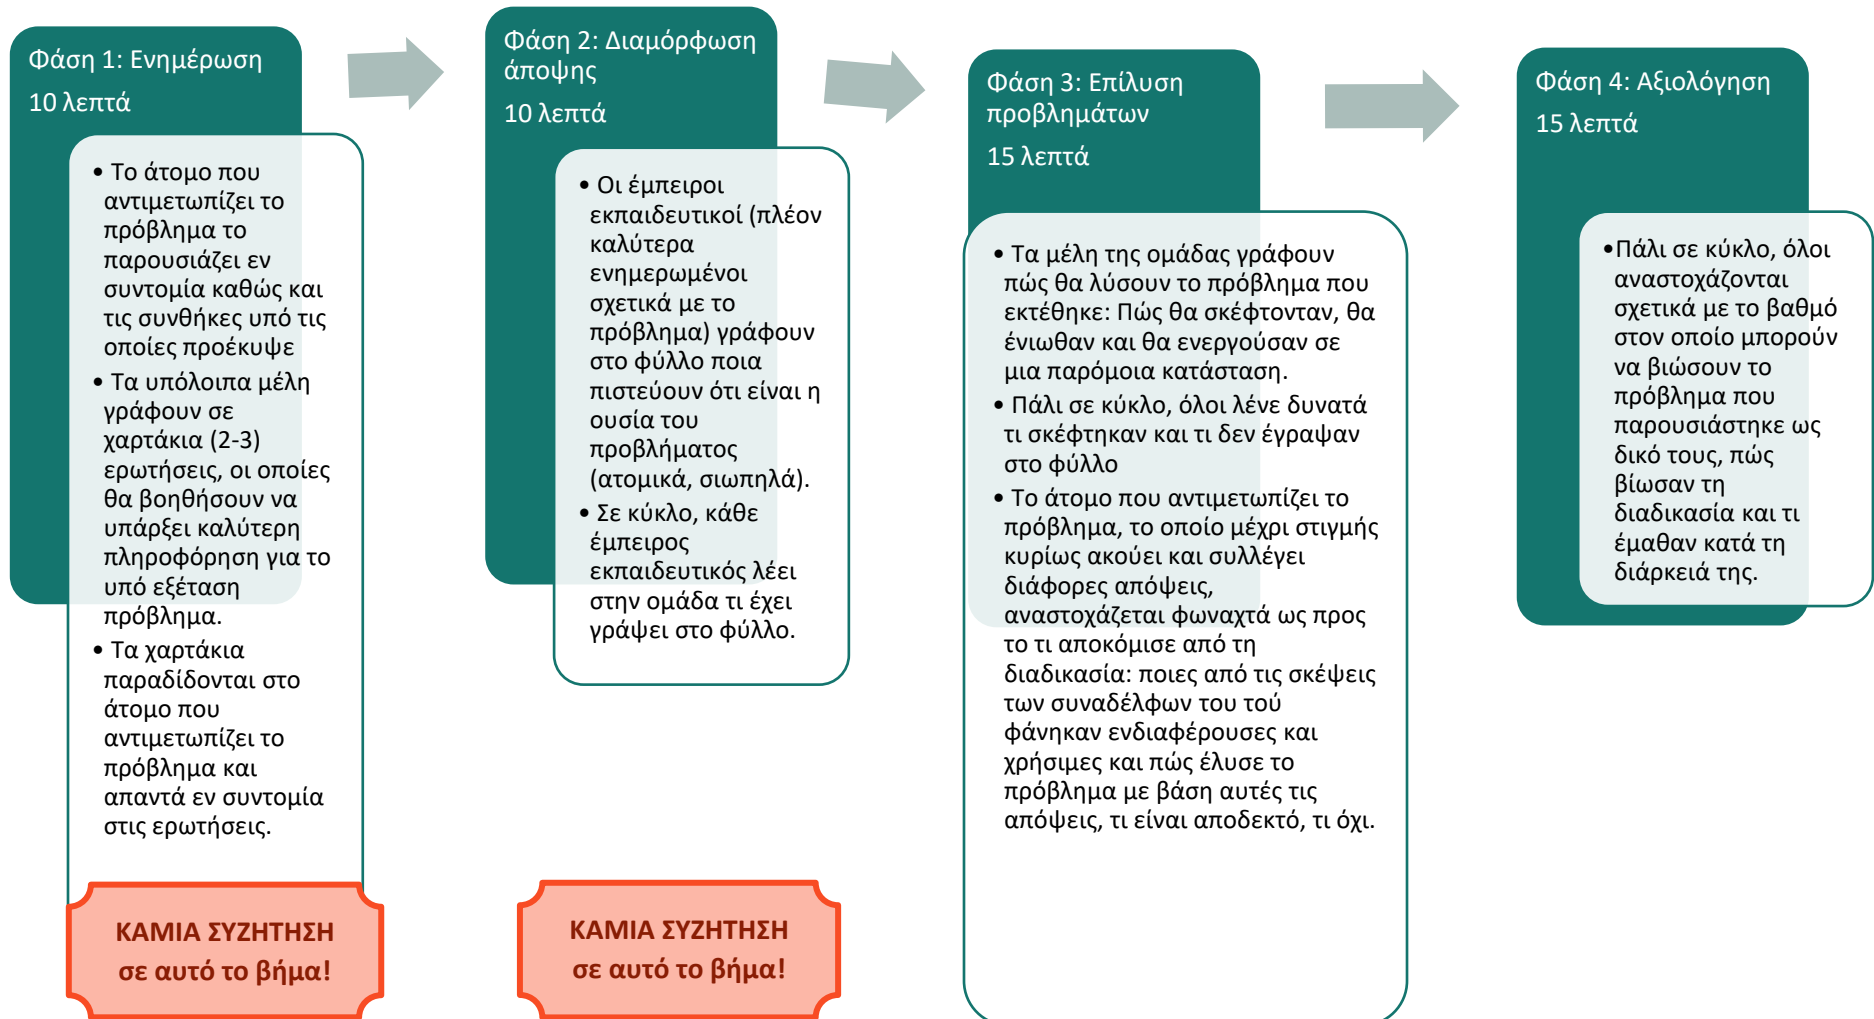 Φάση 1: Ενημέρωση
10 λεπτά
• Το άτομο που
αντιμετωπίζει το
πρόβλημα το
παρουσιάζει εν
συντομία καθώς και
τις συνθήκες υπό τις
οποίες προέκυψε
• Τα υπόλοιπα μέλη
γράφουν σε
χαρτάκια (2-3)
ερωτήσεις, οι οποίες
θα βοηθήσουν να
υπάρξει καλύτερη
πληροφόρηση για το
υπό εξέταση
πρόβλημα.
• Τα χαρτάκια
παραδίδονται στο
άτομο που
αντιμετωπίζει το
πρόβλημα και
απαντά εν συντομία
στις ερωτήσεις.
ΚΑΜΙΑ ΣΥΖΗΤΗΣΗ
σε αυτό το βήμα!
Φάση 2: Διαμόρφωση
άποψης
10 λεπτά
• Οι έμπειροι
εκπαιδευτικοί (πλέον
καλύτερα
ενημερωμένοι
σχετικά με το
πρόβλημα) γράφουν
στο φύλλο ποια
πιστεύουν ότι είναι η
ουσία του
προβλήματος
(ατομικά, σιωπηλά).
• Σε κύκλο, κάθε
έμπειρος
εκπαιδευτικός λέει
στην ομάδα τι έχει
γράψει στο φύλλο.
ΚΑΜΙΑ ΣΥΖΗΤΗΣΗ
σε αυτό το βήμα!
Φάση 3: Επίλυση
προβλημάτων
15 λεπτά
• Τα μέλη της ομάδας γράφουν
πώς θα λύσουν το πρόβλημα που
εκτέθηκε: Πώς θα σκέφτονταν, θα
ένιωθαν και θα ενεργούσαν σε
μια παρόμοια κατάσταση.
• Πάλι σε κύκλο, όλοι λένε δυνατά
τι σκέφτηκαν και τι δεν έγραψαν
στο φύλλο
• Το άτομο που αντιμετωπίζει το
πρόβλημα, το οποίο μέχρι στιγμής
κυρίως ακούει και συλλέγει
διάφορες απόψεις,
αναστοχάζεται φωναχτά ως προς
το τι αποκόμισε από τη
διαδικασία: ποιες από τις σκέψεις
των συναδέλφων του τού
φάνηκαν ενδιαφέρουσες και
χρήσιμες και πώς έλυσε το
πρόβλημα με βάση αυτές τις
απόψεις, τι είναι αποδεκτό, τι όχι.
Φάση 4: Αξιολόγηση
15 λεπτά
•Πάλι σε κύκλο, όλοι
αναστοχάζονται
σχετικά με το βαθμό
στον οποίο μπορούν
να βιώσουν το
πρόβλημα που
παρουσιάστηκε ως
δικό τους, πώς
βίωσαν τη
διαδικασία και τι
έμαθαν κατά τη
διάρκειά της.